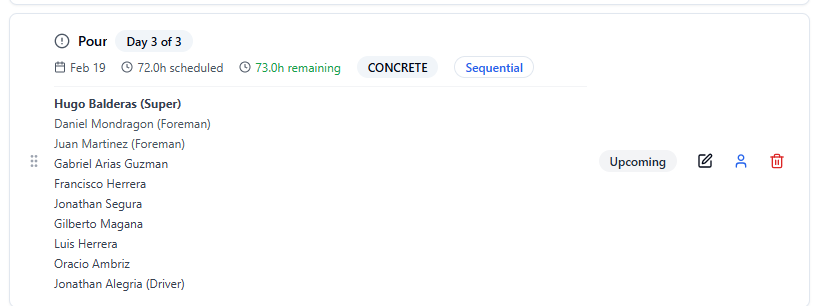 Pour Day 3 of 3
Feb 19 72.0h scheduled 73.0h remaining CONCRETE Sequential
Hugo Balderas (Super)
Daniel Mondragon (Foreman)
Juan Martinez (Foreman)
Gabriel Arias Guzman
Francisco Herrera
Jonathan Segura
Gilberto Magana
Luis Herrera
Oracio Ambriz
Jonathan Alegria (Driver)
Upcoming